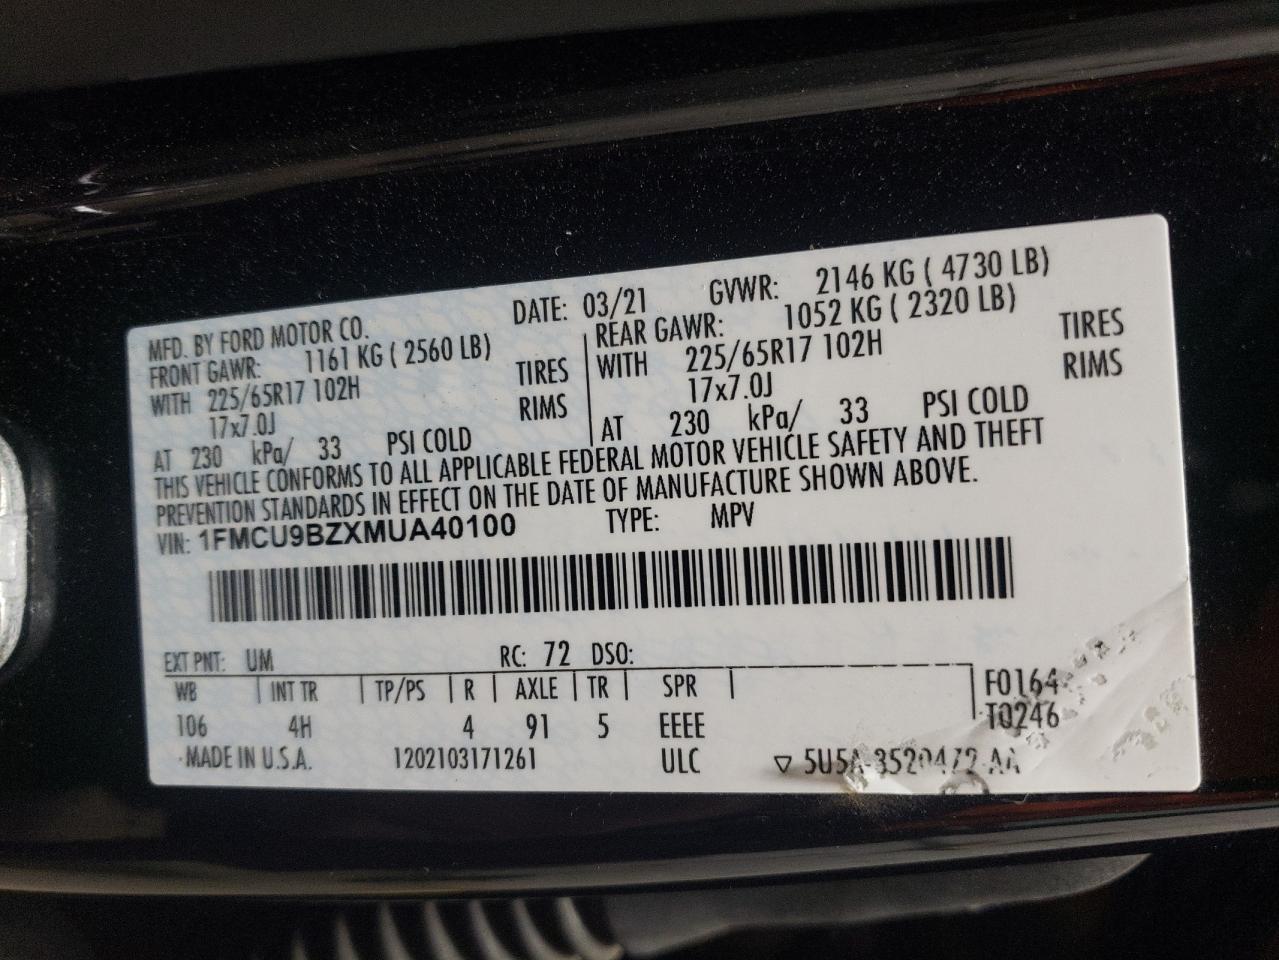 MFD. BY FORD MOTOR CO. DATE: 03/21 GVWR: 2146 KG ( 4730 LB)
FRONT GAWR: 1161 KG ( 2560 LB) REAR GAWR: 1052 KG ( 2320 LB)
WITH 225/65R17 102H TIRES WITH 225/65R17 102H TIRES
17x7.0J RIMS 17x7.0J RIMS
AT 230 kPa/ 33 PSI COLD AT 230 kPa/ 33 PSI COLD
THIS VEHICLE CONFORMS TO ALL APPLICABLE FEDERAL MOTOR VEHICLE SAFETY AND THEFT
PREVENTION STANDARDS IN EFFECT ON THE DATE OF MANUFACTURE SHOWN ABOVE.
VIN: 1FMCU9BZXMUA40100 TYPE: MPV
EXT PNT: UM RC: 72 DSO:
WB INT TR TP/PS R AXLE TR SPR F0164
106 4H 4 91 5 EEEE T0246
MADE IN U.S.A. 1202103171261 ULC ▽